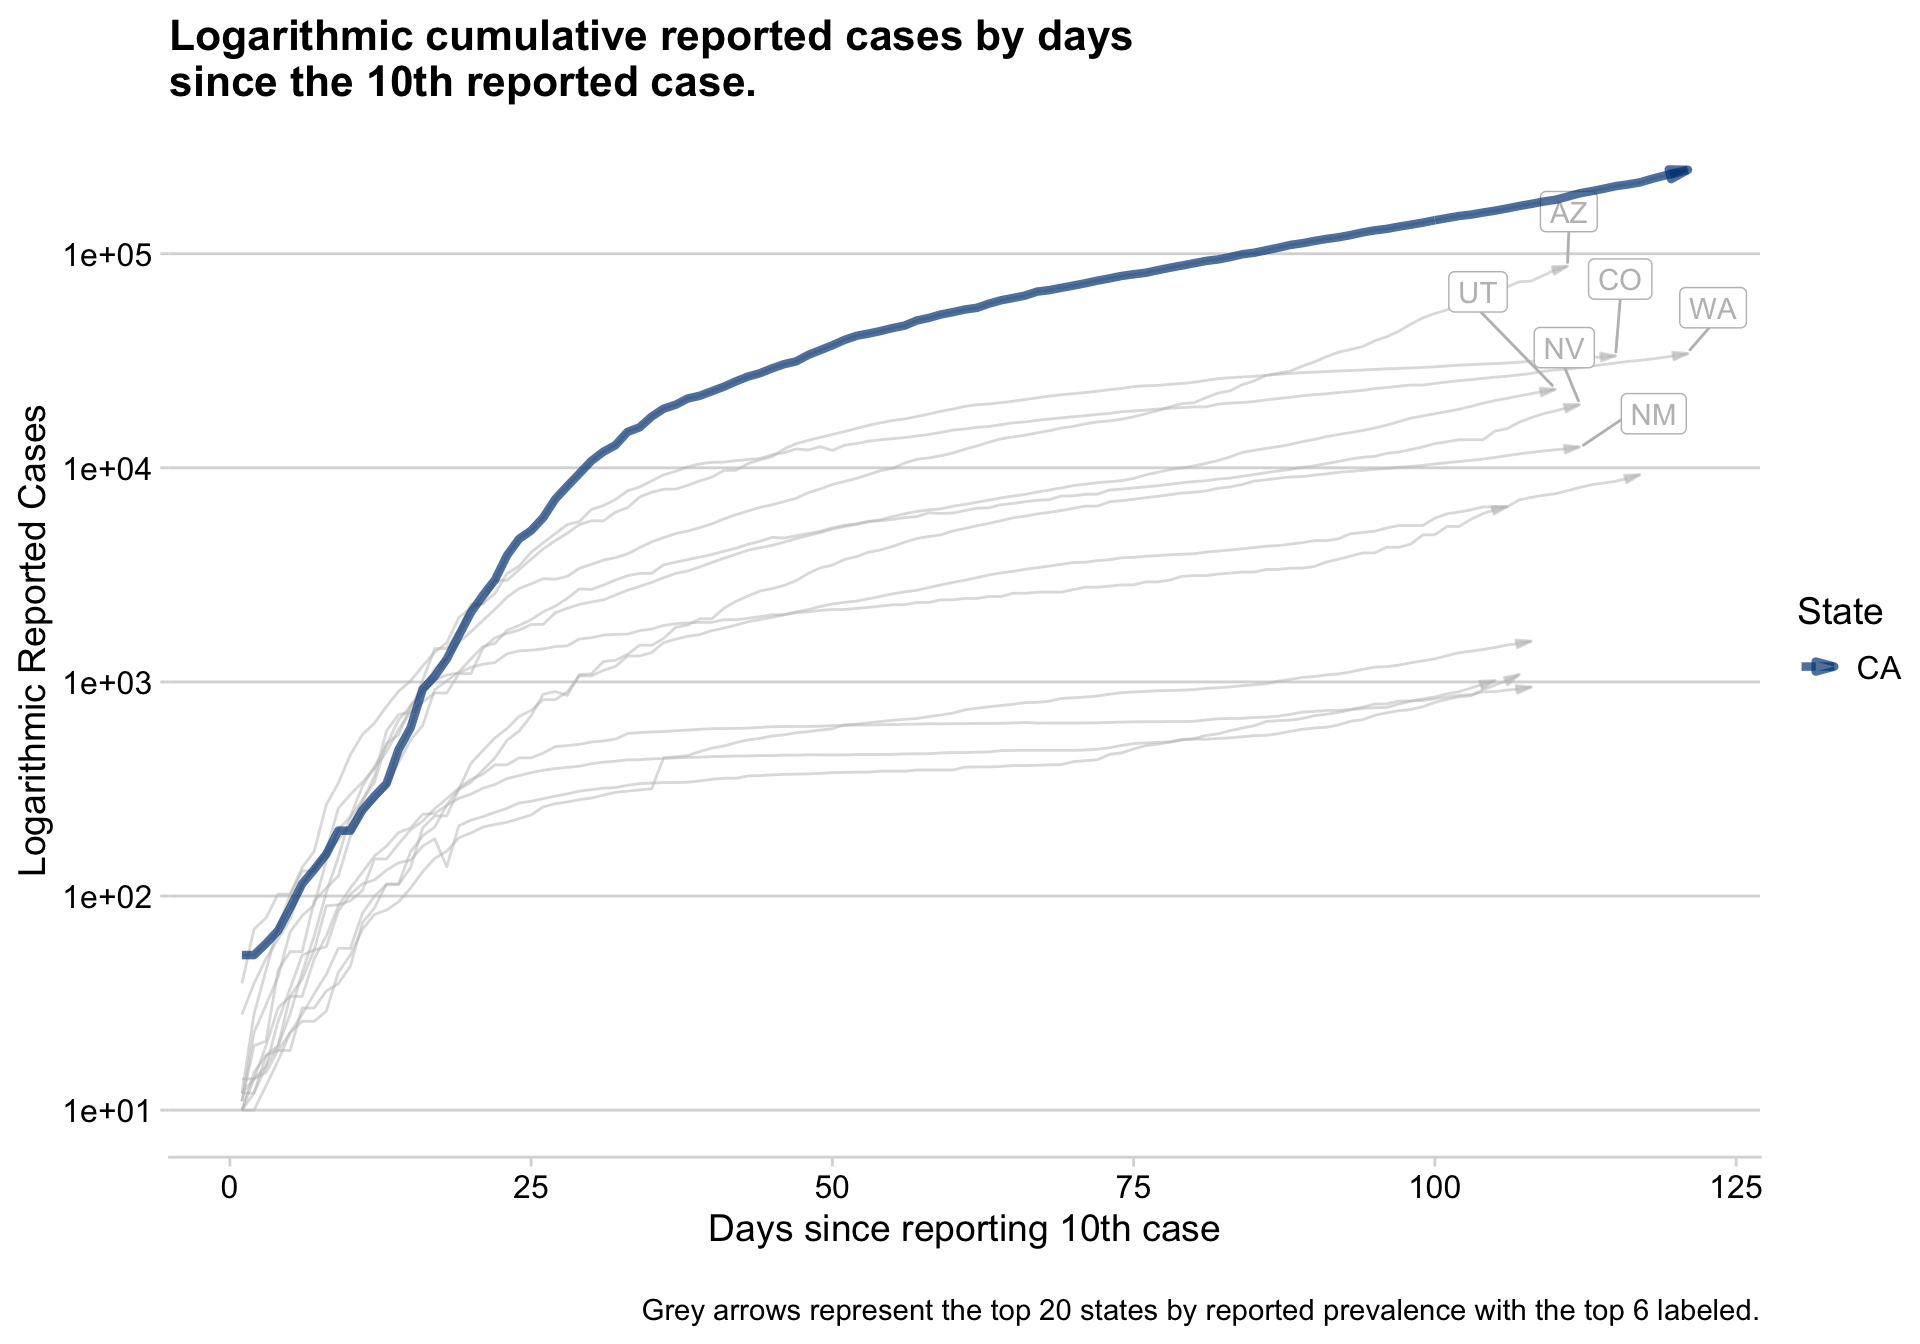 Logarithmic cumulative reported cases by days
since the 10th reported case.
Logarithmic Reported Cases
1e+05
1e+04
1e+03
1e+02
1e+01
AZ
CO
UT
WA
NV
NM
State
CA
0
25
50
75
100
125
Days since reporting 10th case
Grey arrows represent the top 20 states by reported prevalence with the top 6 labeled.